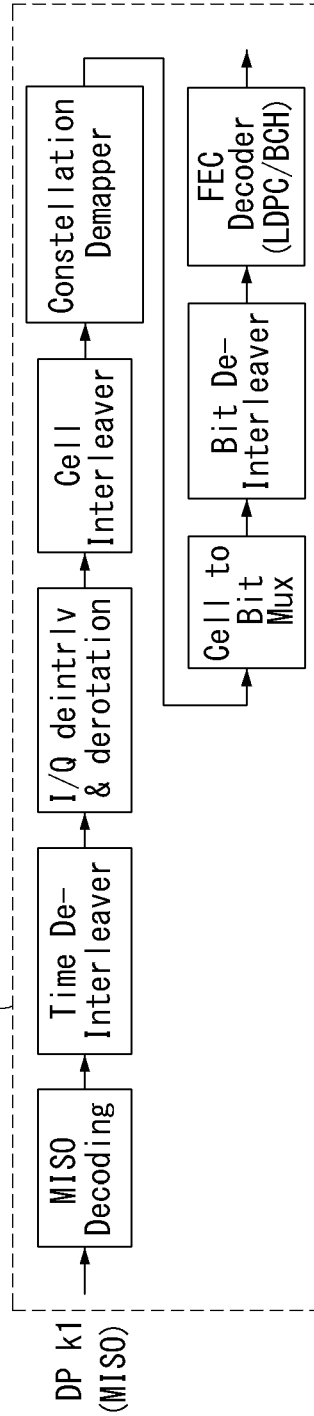 DP k1
(MISO)
MISO
Decoding
Time De-
Interleaver
I/Q deintrlv
& derotation
Cell
Interleaver
Constellation
Demapper
Cell to
Bit
Mux
Bit De-
Interleaver
FEC
Decoder
(LDPC/BCH)